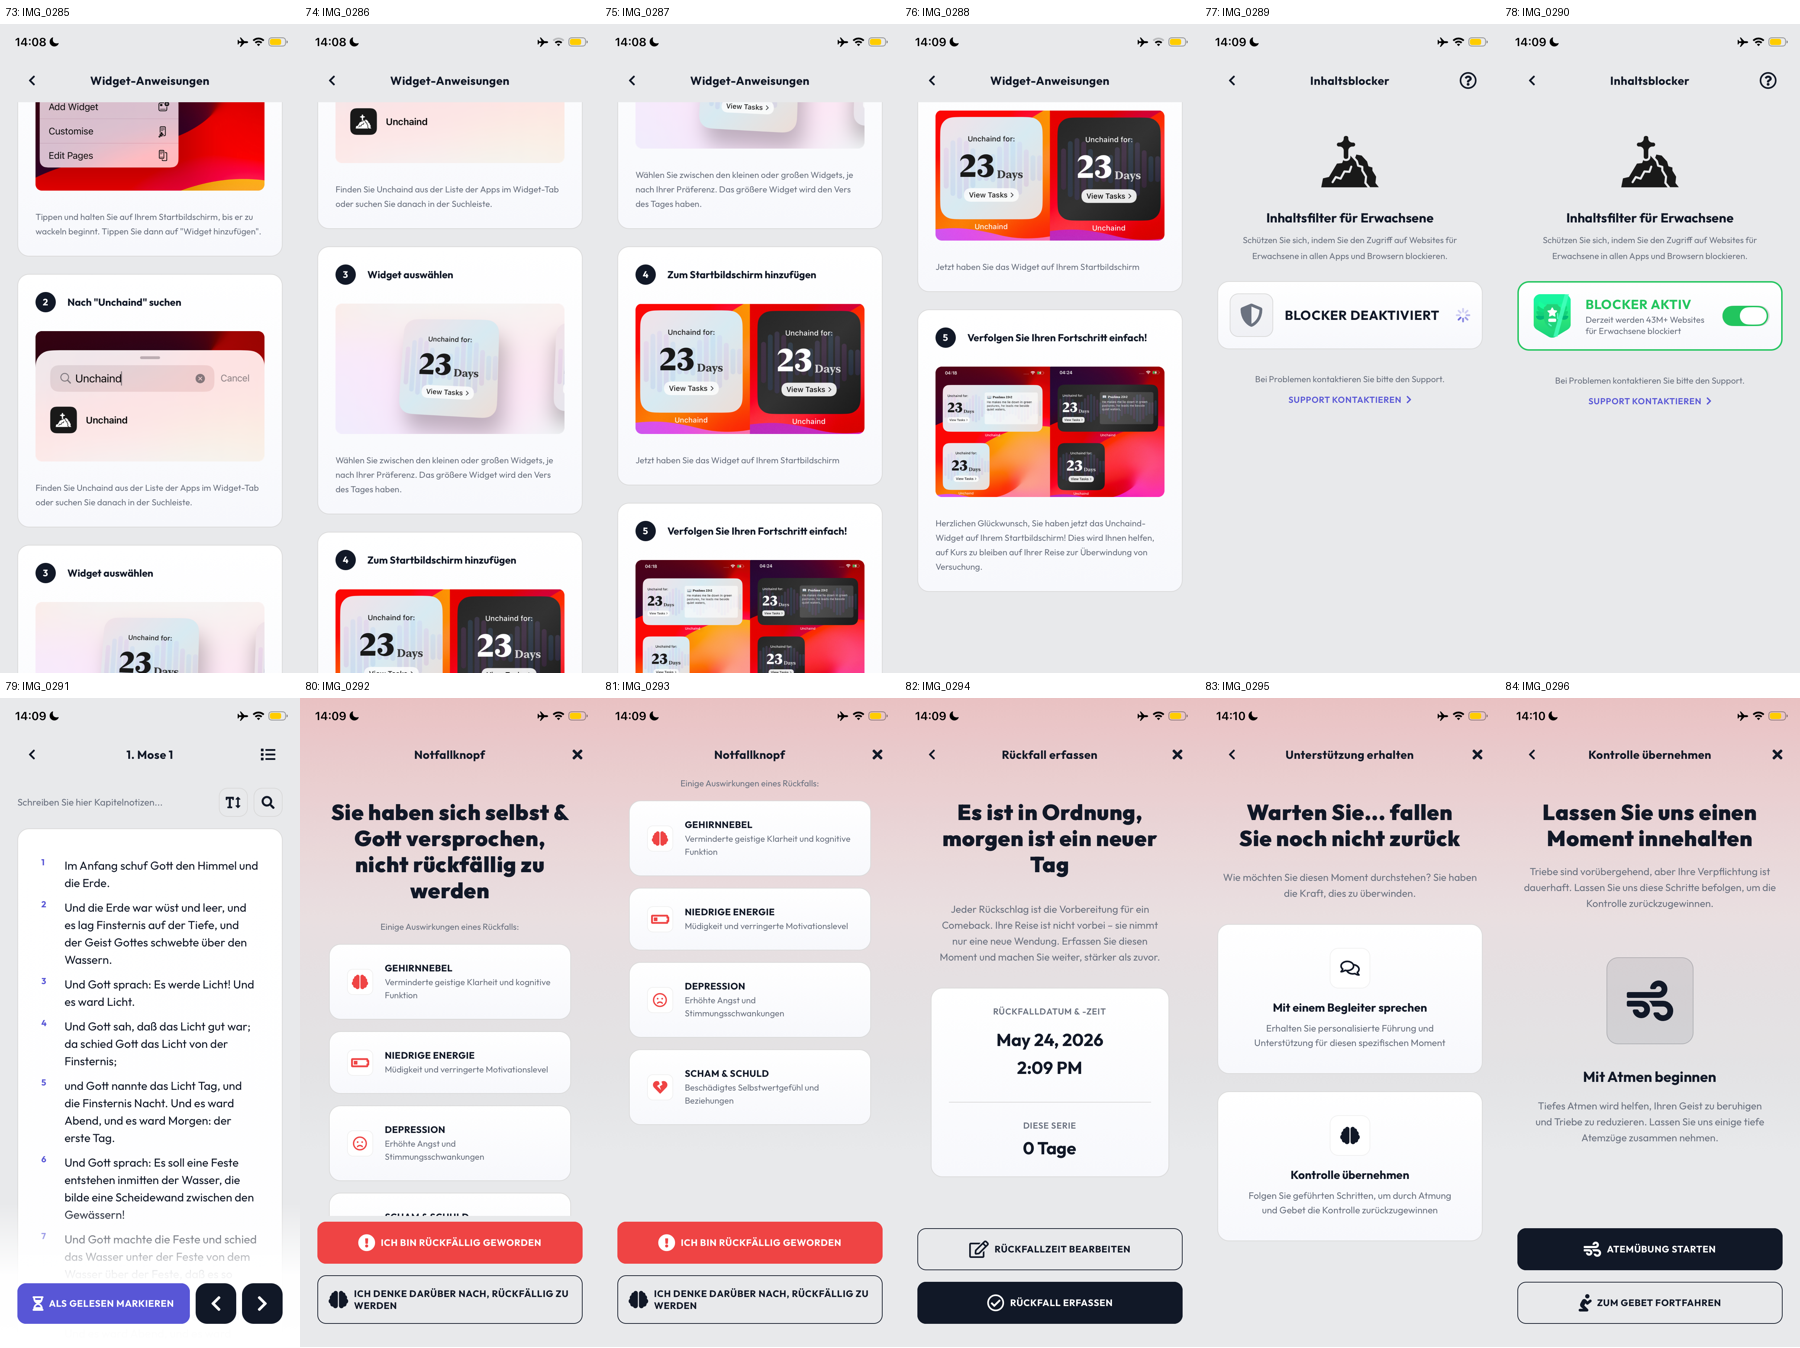 73: IMG_0285
14:08
Widget-Anweisungen
Add Widget
Customise
Edit Pages
Tippen und halten Sie auf Ihrem Startbildschirm, bis er zu
wackeln beginnt. Tippen Sie dann auf "Widget hinzufügen".
2
Nach "Unchaind" suchen
Unchaind
Cancel
Unchaind
Finden Sie Unchaind aus der Liste der Apps im Widget-Tab
oder suchen Sie danach in der Suchleiste.
3
Widget auswählen
Unchaind for:
23 Days
74: IMG_0286
14:08
Widget-Anweisungen
Unchaind
Finden Sie Unchaind aus der Liste der Apps im Widget-Tab
oder suchen Sie danach in der Suchleiste.
3
Widget auswählen
Unchaind for:
23 Days
View Tasks >
Wählen Sie zwischen den kleinen oder großen Widgets, je
nach Ihrer Präferenz. Das größere Widget wird den Vers
des Tages haben.
4
Zum Startbildschirm hinzufügen
Unchaind for:
23 Days
Unchaind for:
23 Days
75: IMG_0287
14:08
Widget-Anweisungen
View Tasks >
Wählen Sie zwischen den kleinen oder großen Widgets, je
nach Ihrer Präferenz. Das größere Widget wird den Vers
des Tages haben.
4
Zum Startbildschirm hinzufügen
Unchaind for:
23 Days
View Tasks >
Unchaind
Unchaind for:
23 Days
View Tasks >
Unchaind
Jetzt haben Sie das Widget auf Ihrem Startbildschirm
5
Verfolgen Sie Ihren Fortschritt einfach!
04:18
04:24
23 Days
23 Days
23 Days
23 Days
76: IMG_0288
14:09
Widget-Anweisungen
Unchaind for:
23 Days
View Tasks >
Unchaind
Unchaind for:
23 Days
View Tasks >
Unchaind
Jetzt haben Sie das Widget auf Ihrem Startbildschirm
5
Verfolgen Sie Ihren Fortschritt einfach!
04:18
04:24
23 Days
23 Days
23 Days
23 Days
Herzlichen Glückwunsch, Sie haben jetzt das Unchaind-
Widget auf Ihrem Startbildschirm! Dies wird Ihnen helfen,
auf Kurs zu bleiben auf Ihrer Reise zur Überwindung von
Versuchung.
77: IMG_0289
14:09
Inhaltsblocker
Inhaltsfilter für Erwachsene
Schützen Sie sich, indem Sie den Zugriff auf Websites für
Erwachsene in allen Apps und Browsern blockieren.
BLOCKER DEAKTIVIERT
Bei Problemen kontaktieren Sie bitte den Support.
SUPPORT KONTAKTIEREN >
78: IMG_0290
14:09
Inhaltsblocker
Inhaltsfilter für Erwachsene
Schützen Sie sich, indem Sie den Zugriff auf Websites für
Erwachsene in allen Apps und Browsern blockieren.
BLOCKER AKTIV
Derzeit werden 43M+ Websites
für Erwachsene blockiert
Bei Problemen kontaktieren Sie bitte den Support.
SUPPORT KONTAKTIEREN >
79: IMG_0291
14:09
1. Mose 1
Schreiben Sie hier Kapitelnotizen...
1 Im Anfang schuf Gott den Himmel und
die Erde.
2 Und die Erde war wüst und leer, und
es lag Finsternis auf der Tiefe, und
der Geist Gottes schwebte über den
Wassern.
3 Und Gott sprach: Es werde Licht! Und
es ward Licht.
4 Und Gott sah, daß das Licht gut war;
da schied Gott das Licht von der
Finsternis;
5 und Gott nannte das Licht Tag, und
die Finsternis Nacht. Und es ward
Abend, und es ward Morgen: der
erste Tag.
6 Und Gott sprach: Es soll eine Feste
entstehen inmitten der Wasser, die
bilde eine Scheidewand zwischen den
Gewässern!
7 Und Gott machte die Feste und schied
das Wasser unter der Feste von dem
Wasser über der Feste, daß es so
ALS GELESEN MARKIEREN
80: IMG_0292
14:09
Notfallknopf
Sie haben sich selbst &
Gott versprochen,
nicht rückfällig zu
werden
Einige Auswirkungen eines Rückfalls:
GEHIRNNEBEL
Verminderte geistige Klarheit und kognitive
Funktion
NIEDRIGE ENERGIE
Müdigkeit und verringerte Motivationslevel
DEPRESSION
Erhöhte Angst und
Stimmungsschwankungen
SCHAM & SCHULD
ICH BIN RÜCKFÄLLIG GEWORDEN
ICH DENKE DARÜBER NACH, RÜCKFÄLLIG ZU
WERDEN
81: IMG_0293
14:09
Notfallknopf
Einige Auswirkungen eines Rückfalls:
GEHIRNNEBEL
Verminderte geistige Klarheit und kognitive
Funktion
NIEDRIGE ENERGIE
Müdigkeit und verringerte Motivationslevel
DEPRESSION
Erhöhte Angst und
Stimmungsschwankungen
SCHAM & SCHULD
Beschädigtes Selbstwertgefühl und
Beziehungen
ICH BIN RÜCKFÄLLIG GEWORDEN
ICH DENKE DARÜBER NACH, RÜCKFÄLLIG ZU
WERDEN
82: IMG_0294
14:09
Rückfall erfassen
Es ist in Ordnung,
morgen ist ein neuer
Tag
Jeder Rückschlag ist die Vorbereitung für ein
Comeback. Ihre Reise ist nicht vorbei – sie nimmt
nur eine neue Wendung. Erfassen Sie diesen
Moment und machen Sie weiter, stärker als zuvor.
RÜCKFALLDATUM & -ZEIT
May 24, 2026
2:09 PM
DIESE SERIE
0 Tage
RÜCKFALLZEIT BEARBEITEN
RÜCKFALL ERFASSEN
83: IMG_0295
14:10
Unterstützung erhalten
Warten Sie... fallen
Sie noch nicht zurück
Wie möchten Sie diesen Moment durchstehen? Sie haben
die Kraft, dies zu überwinden.
Mit einem Begleiter sprechen
Erhalten Sie personalisierte Führung und
Unterstützung für diesen spezifischen Moment
Kontrolle übernehmen
Folgen Sie geführten Schritten, um durch Atmung
und Gebet die Kontrolle zurückzugewinnen
84: IMG_0296
14:10
Kontrolle übernehmen
Lassen Sie uns einen
Moment innehalten
Triebe sind vorübergehend, aber Ihre Verpflichtung ist
dauerhaft. Lassen Sie uns diese Schritte befolgen, um die
Kontrolle zurückzugewinnen.
Mit Atmen beginnen
Tiefes Atmen wird helfen, Ihren Geist zu beruhigen
und Triebe zu reduzieren. Lassen Sie uns einige tiefe
Atemzüge zusammen nehmen.
ATEMÜBUNG STARTEN
ZUM GEBET FORTFAHREN